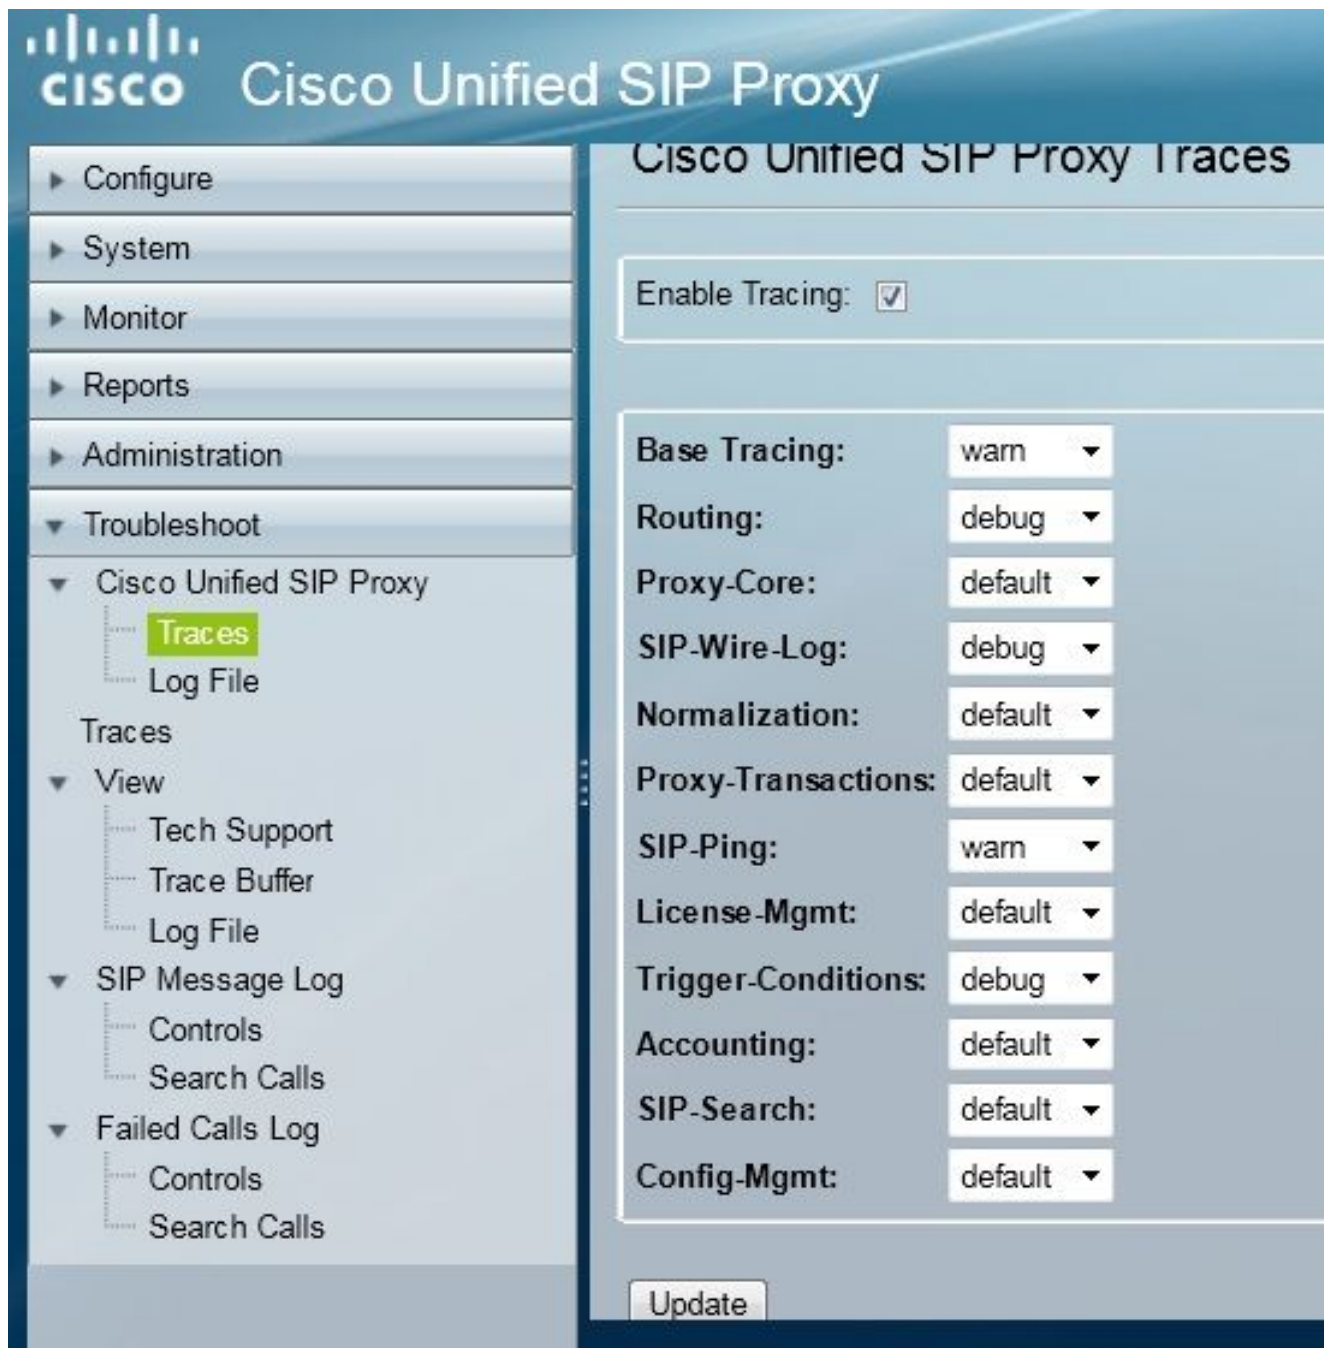 CISCO Cisco Unified SIP Proxy
Configure
System
Monitor
Reports
Administration
Troubleshoot
Cisco Unified SIP Proxy
Traces
Log File
Traces
View
Tech Support
Trace Buffer
Log File
SIP Message Log
Controls
Search Calls
Failed Calls Log
Controls
Search Calls
Cisco Unified SIP Proxy Traces
Enable Tracing:
Base Tracing: warn
Routing: debug
Proxy-Core: default
SIP-Wire-Log: debug
Normalization: default
Proxy-Transactions: default
SIP-Ping: warn
License-Mgmt: default
Trigger-Conditions: debug
Accounting: default
SIP-Search: default
Config-Mgmt: default
Update